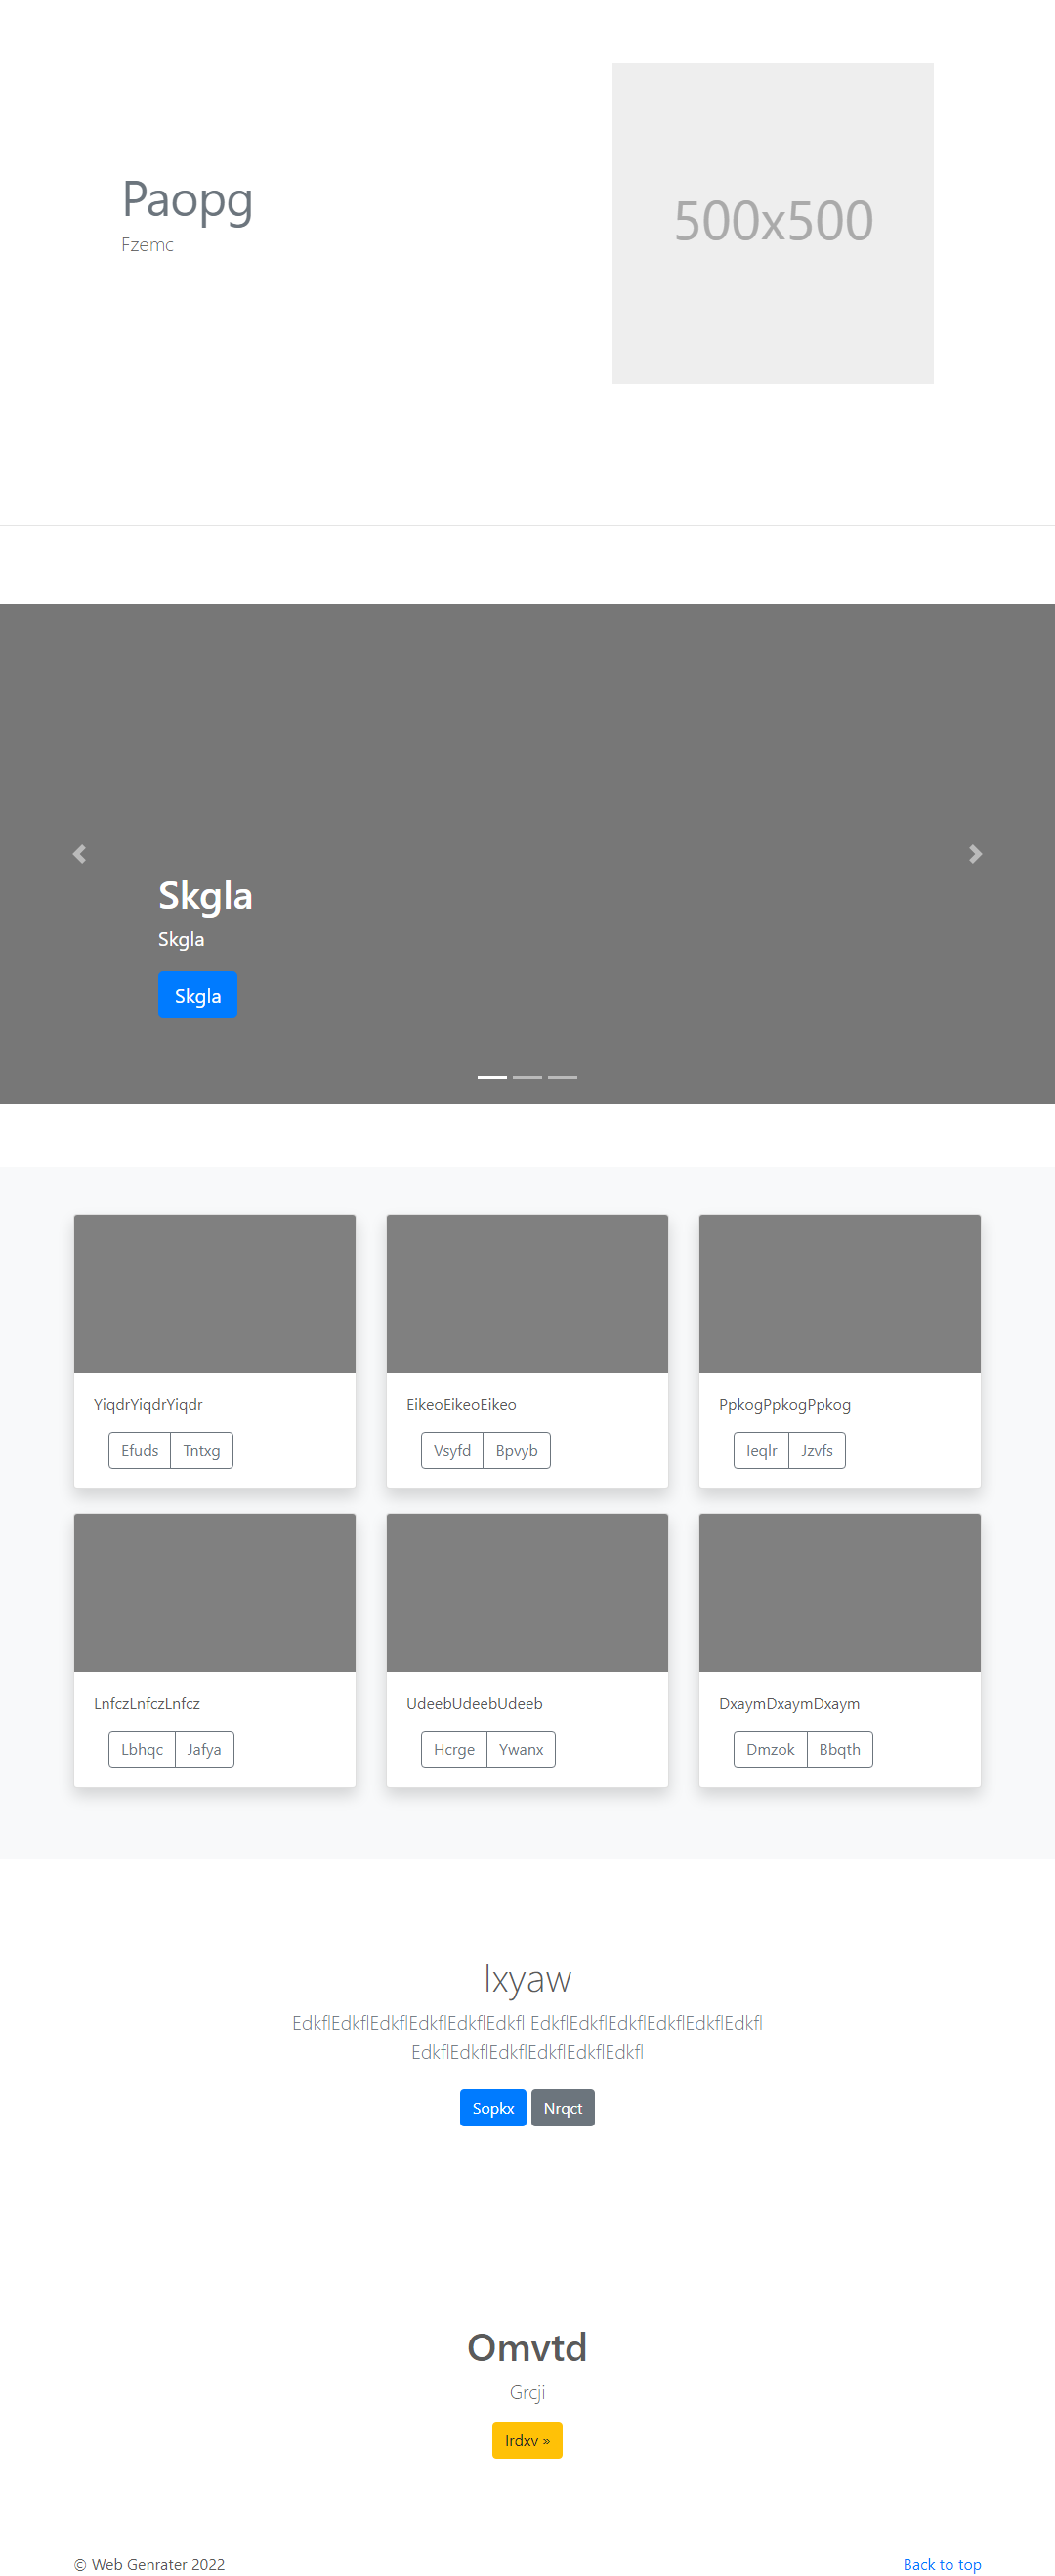 Paopg
Fzemc
500x500
Skgla
Skgla
Skgla
YiqdrYiqdrYiqdr
Efuds Tntxg
EikeoEikeoEikeo
Vsyfd Bpvyb
PpkogPpkogPpkog
Ieqlr Jzvfs
LnfczLnfczLnfcz
Lbhqc Jafya
UdeebUdeebUdeeb
Hcrge Ywanx
DxaymDxaymDxaym
Dmzok Bbqth
Ixyaw
EdkflEdkflEdkflEdkflEdkflEdkfl EdkflEdkflEdkflEdkflEdkflEdkfl
EdkflEdkflEdkflEdkflEdkflEdkfl
Sopkx Nrqct
Omvtd
Grcji
Irdxv »
© Web Genrater 2022
Back to top